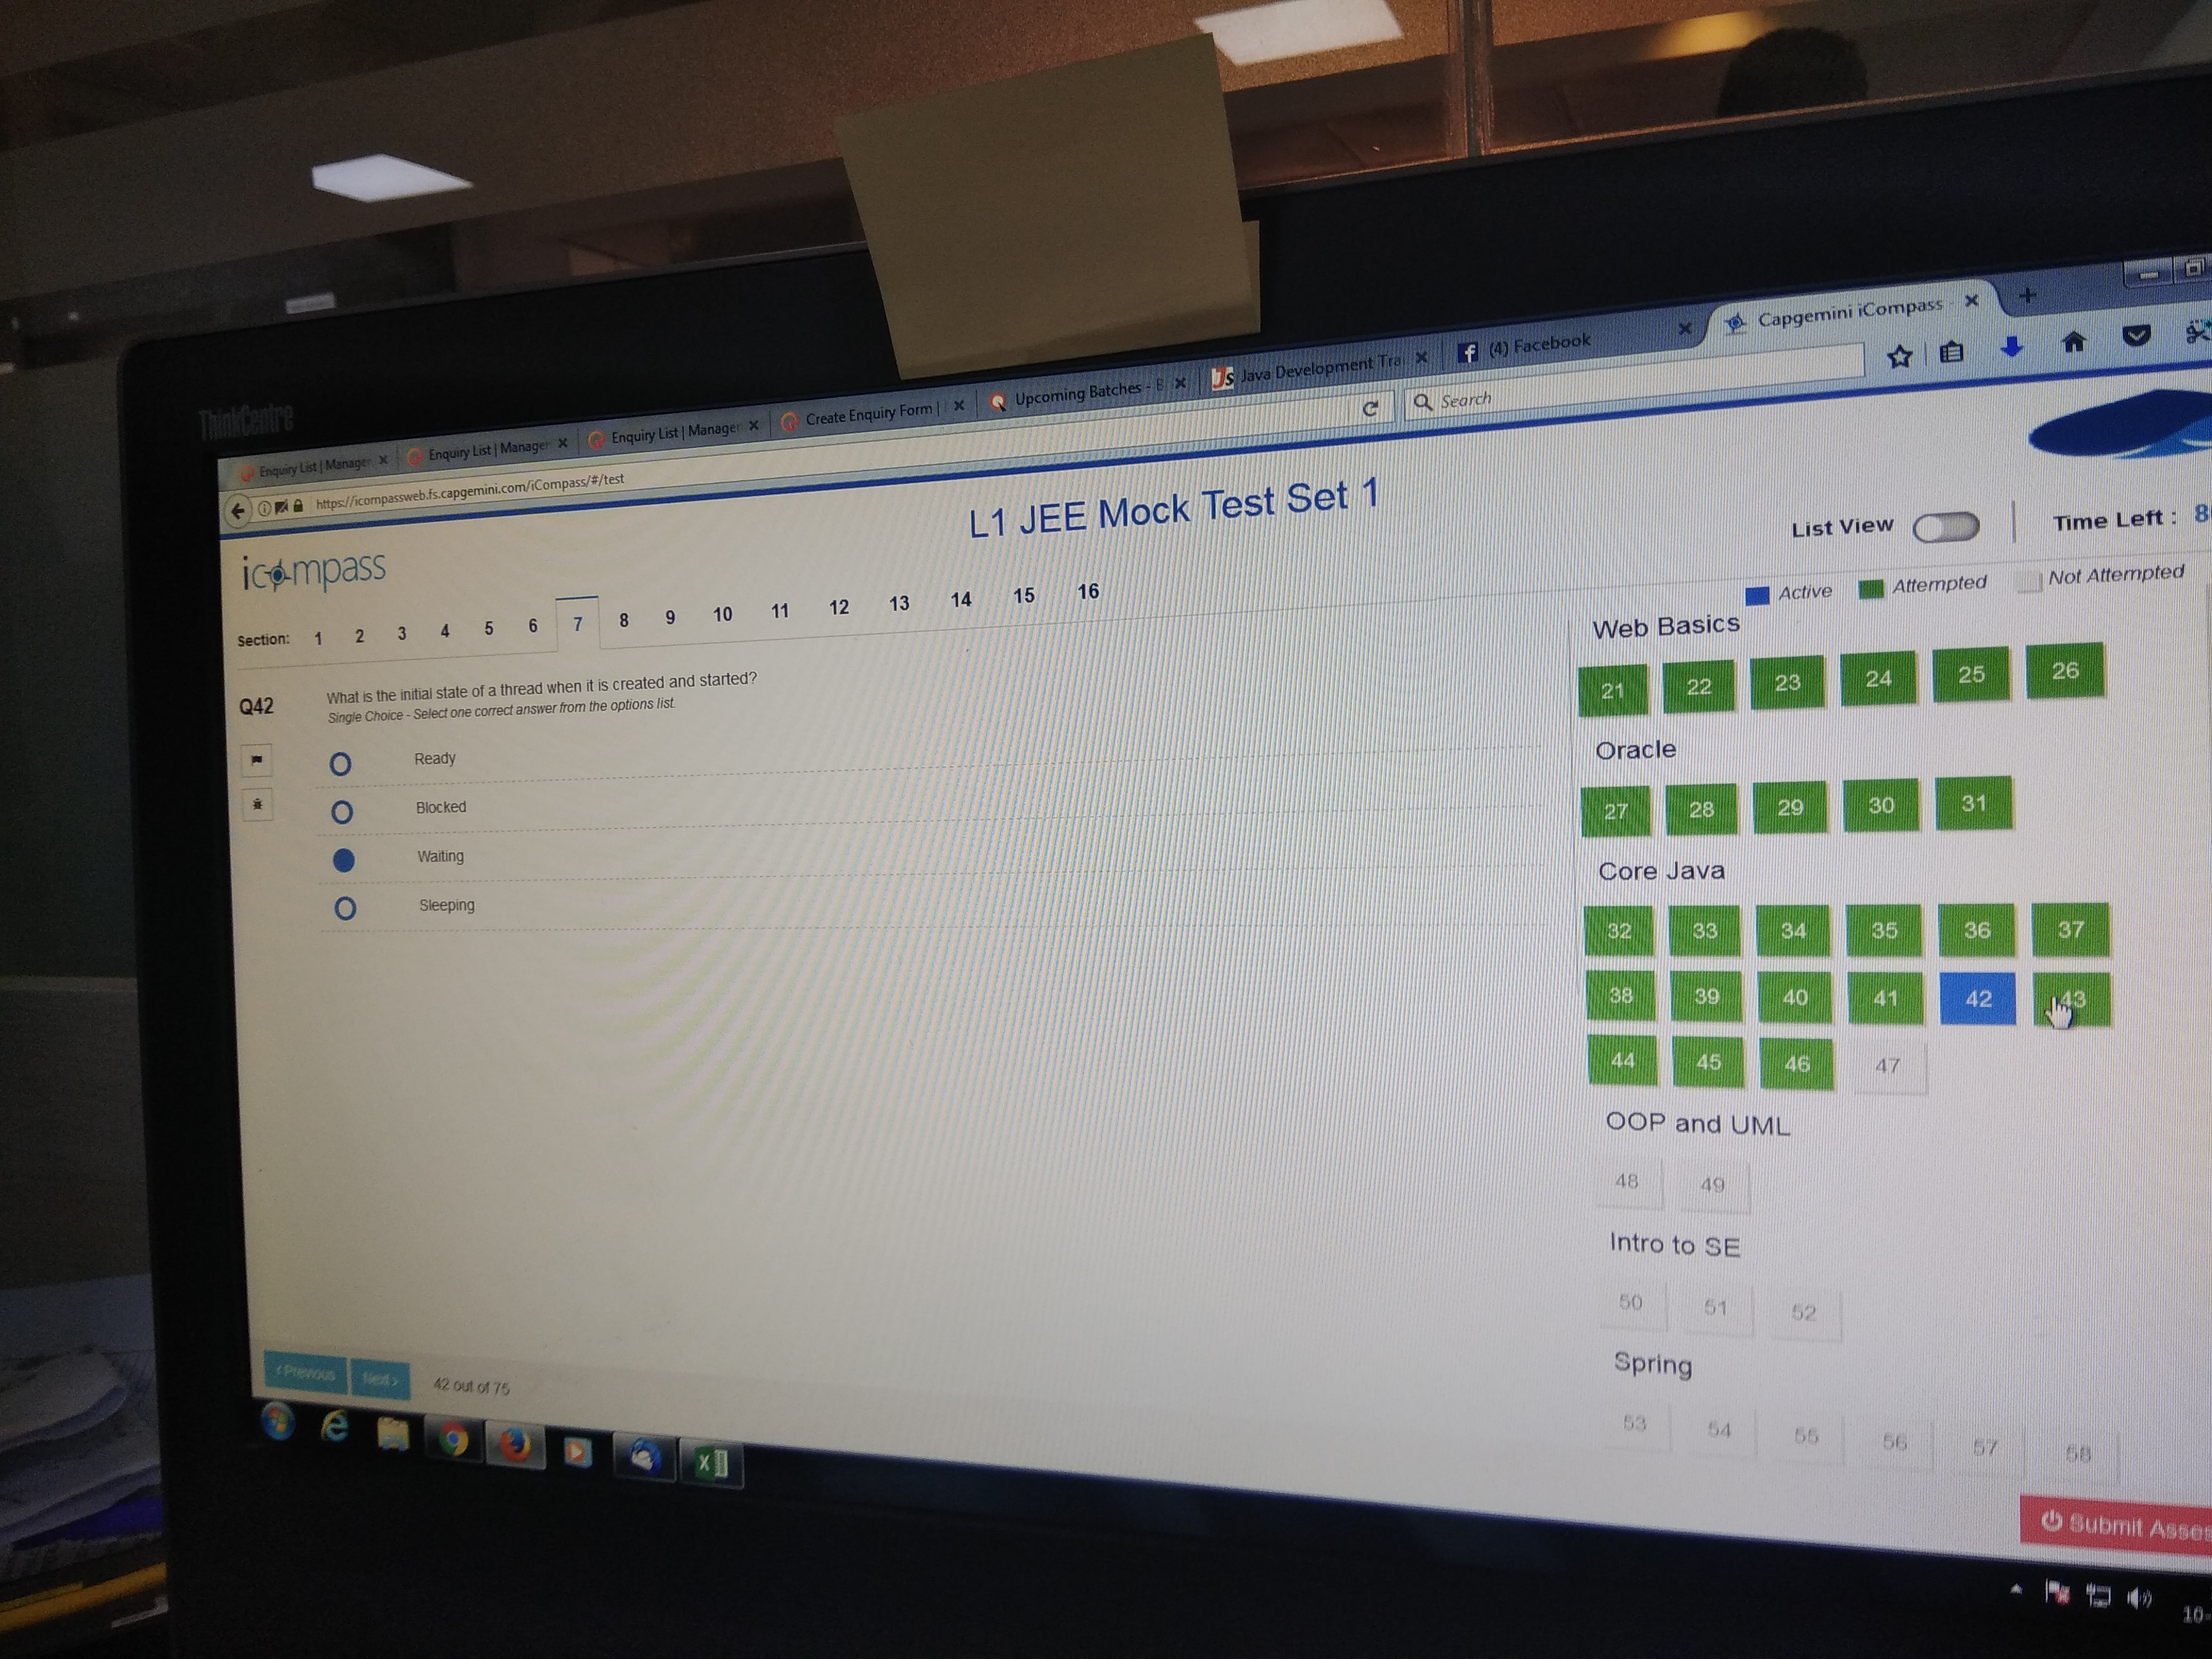 ThinkCentre
Enquiry List | Manager
Enquiry List | Manager
Enquiry List | Manager
Create Enquiry Form |
Upcoming Batches - B
Java Development Tra
(4) Facebook
Capgemini iCompass -
https://icompassweb.fs.capgemini.com/iCompass/#/test
Search
icompass
L1 JEE Mock Test Set 1
List View
Time Left : 8
Section: 1 2 3 4 5 6 7 8 9 10 11 12 13 14 15 16
Active Attempted Not Attempted
Q42
What is the initial state of a thread when it is created and started?
Single Choice - Select one correct answer from the options list.
Ready
Blocked
Waiting
Sleeping
Web Basics
21 22 23 24 25 26
Oracle
27 28 29 30 31
Core Java
32 33 34 35 36 37
38 39 40 41 42 43
44 45 46 47
OOP and UML
48 49
Intro to SE
50 51 52
Spring
53 54 55 56 57 58
‹ Previous Next › 42 out of 75
Submit Asses
10-